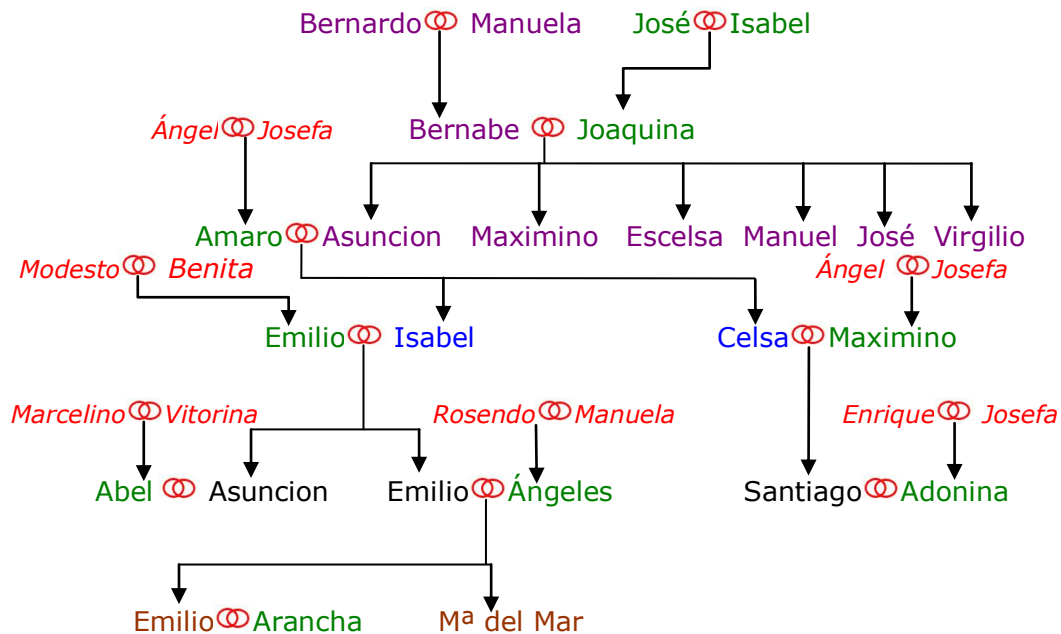 Bernardo Manuela José Isabel
Ángel Josefa Bernabe Joaquina
Amaro Asuncion Maximino Escelsa Manuel José Virgilio
Modesto Benita Ángel Josefa
Emilio Isabel Celsa Maximino
Marcelino Vitorina Rosendo Manuela Enrique Josefa
Abel Asuncion Emilio Ángeles Santiago Adonina
Emilio Arancha Mª del Mar